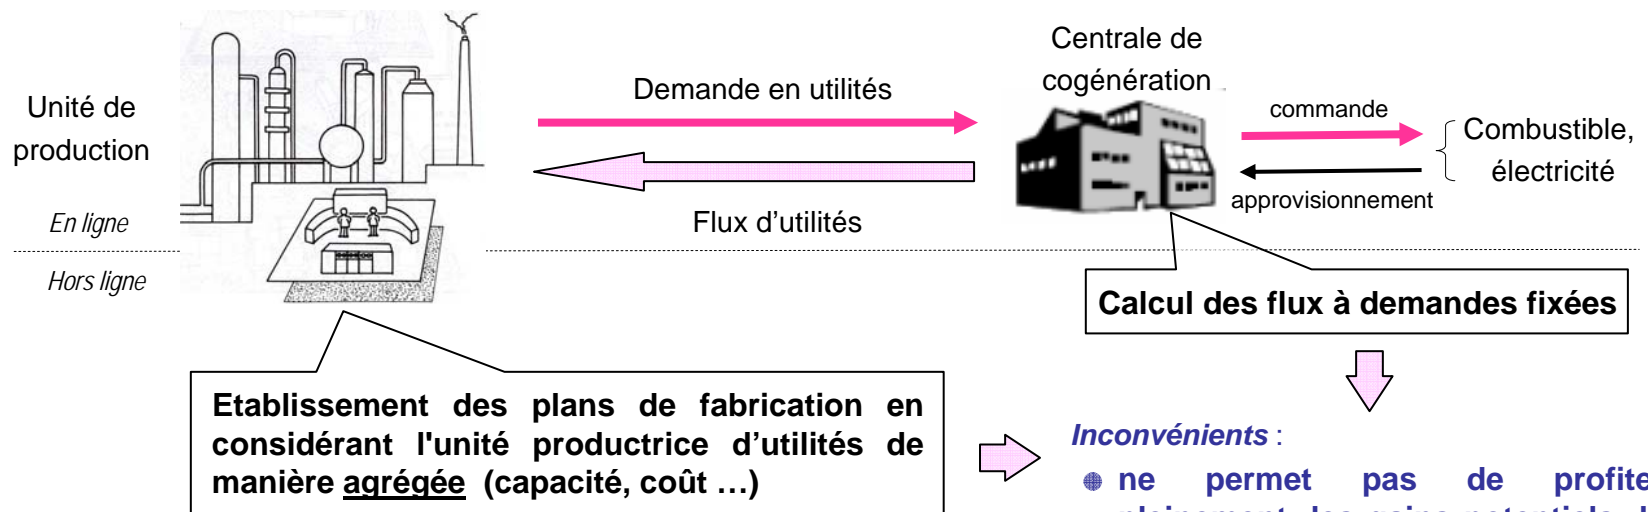 Unité de
production
En ligne
Hors ligne
Demande en utilités
Flux d'utilités
Centrale de
cogénération
commande
approvisionnement
Combustible,
électricité
Calcul des flux à demandes fixées
Etablissement des plans de fabrication en
considérant l'unité productrice d'utilités de
manière agrégée (capacité, coût …)
Inconvénients :
ne permet pas de profite